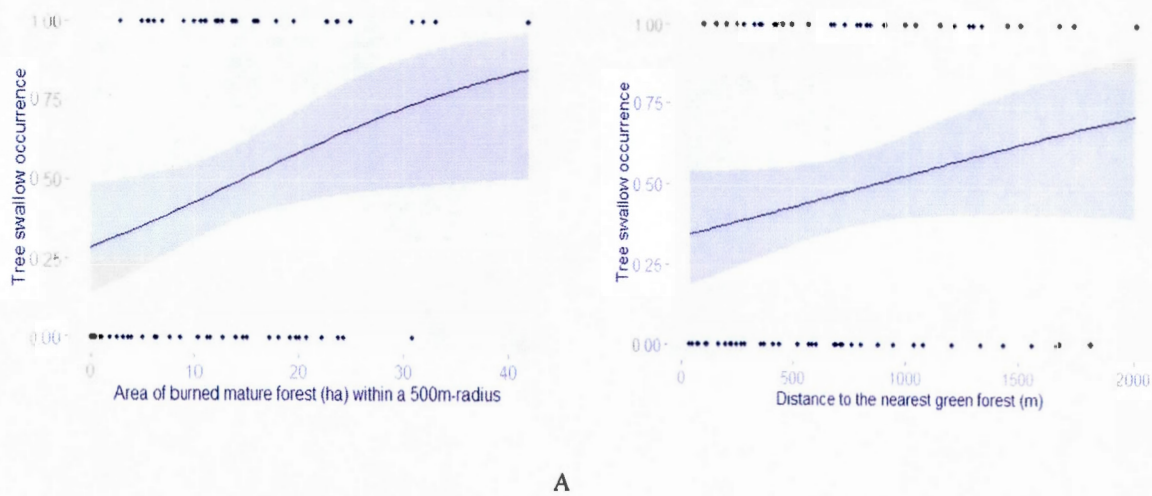 1.00
0.75
0.50
0.25
0.00
Tree swallow occurrence
0 10 20 30 40
Area of burned mature forest (ha) within a 500m-radius
1.00
0.75
0.50
0.25
0.00
Tree swallow occurrence
0 500 1000 1500 2000
Distance to the nearest green forest (m)
A